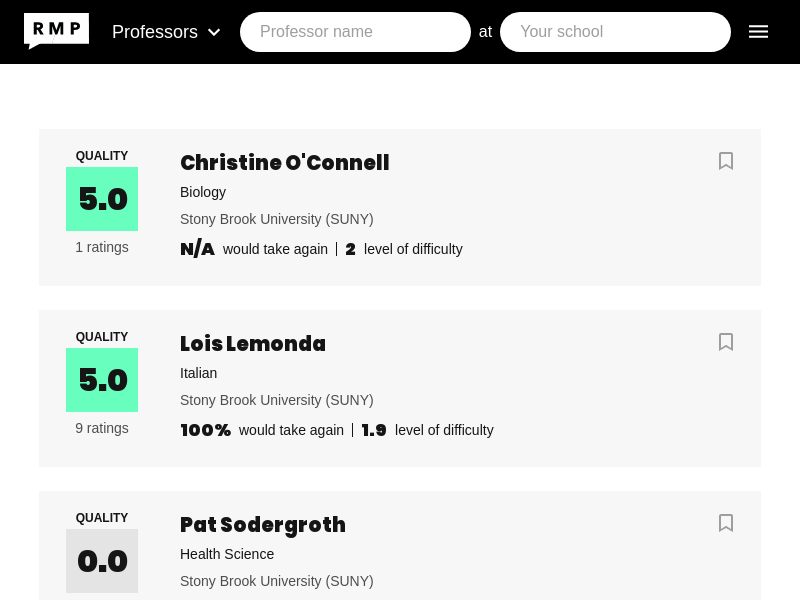 RMP Professors Professor name at Your school
QUALITY
5.0
1 ratings
Christine O'Connell
Biology
Stony Brook University (SUNY)
N/A would take again 2 level of difficulty
QUALITY
5.0
9 ratings
Lois Lemonda
Italian
Stony Brook University (SUNY)
100% would take again 1.9 level of difficulty
QUALITY
0.0
Pat Sodergroth
Health Science
Stony Brook University (SUNY)